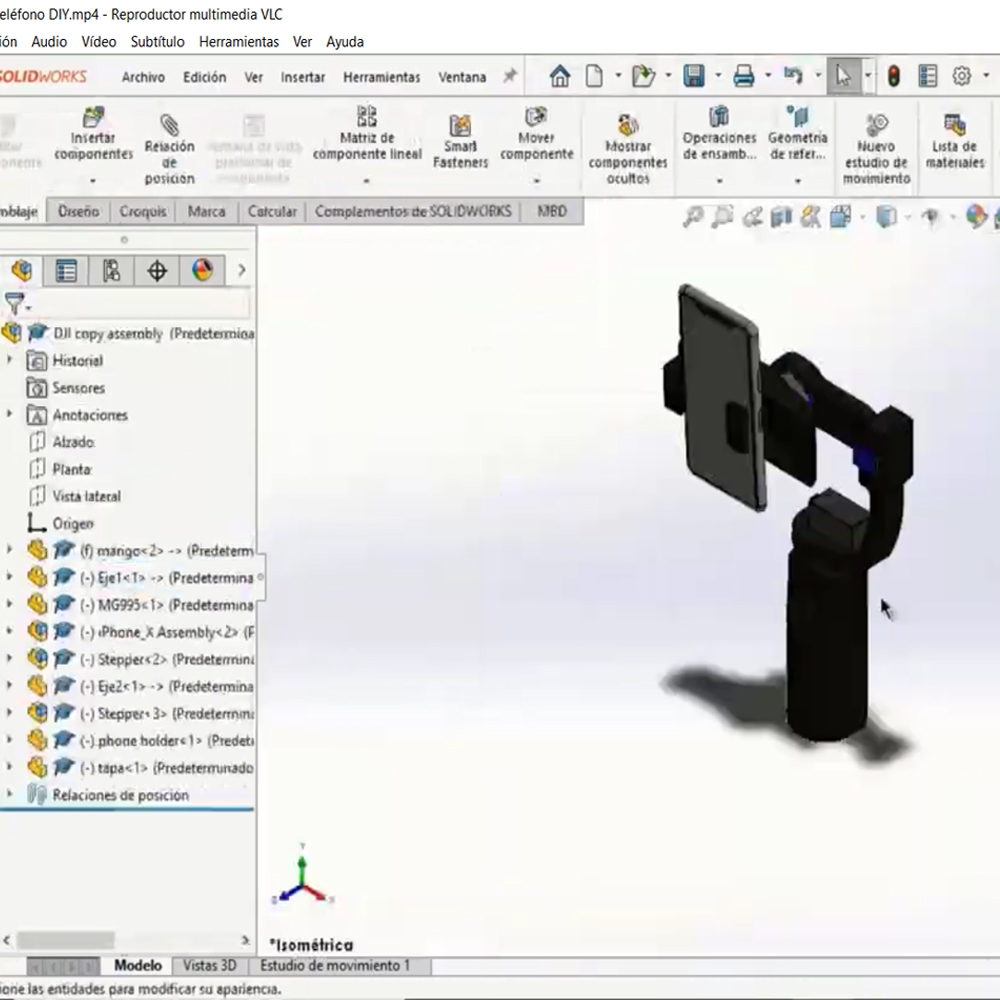 eléfono DIY.mp4 - Reproductor multimedia VLC
ión Audio Vídeo Subtítulo Herramientas Ver Ayuda
SOLIDWORKS Archivo Edición Ver Insertar Herramientas Ventana
Insertar componentes
Relación de posición
Matriz de componente lineal
Smart Fasteners
Mover componente
Mostrar componentes ocultos
Operaciones de ensamb...
Geometría de refer...
Nuevo estudio de movimiento
Lista de materiales
mblaje Diseño Croquis Marca Calcular Complementos de SOLIDWORKS MBD
DJI copy assembly (Predetermina
Historial
Sensores
Anotaciones
Alzado
Planta
Vista lateral
Origen
(f) mango<2> -> (Predeterm
(-) Eje1<1> -> (Predetermina
(-) MG995<1> (Predetermina
(-) iPhone_X Assembly<2> (F
(-) Stepper<2> (Predetermina
(-) Eje2<1> -> (Predetermina
(-) Stepper<3> (Predetermina
(-) phone holder<1> (Predeti
(-) tapa<1> (Predeterminado
Relaciones de posición
Y
Z X
*Isométrica
Modelo Vistas 3D Estudio de movimiento 1
ione las entidades para modificar su apariencia.